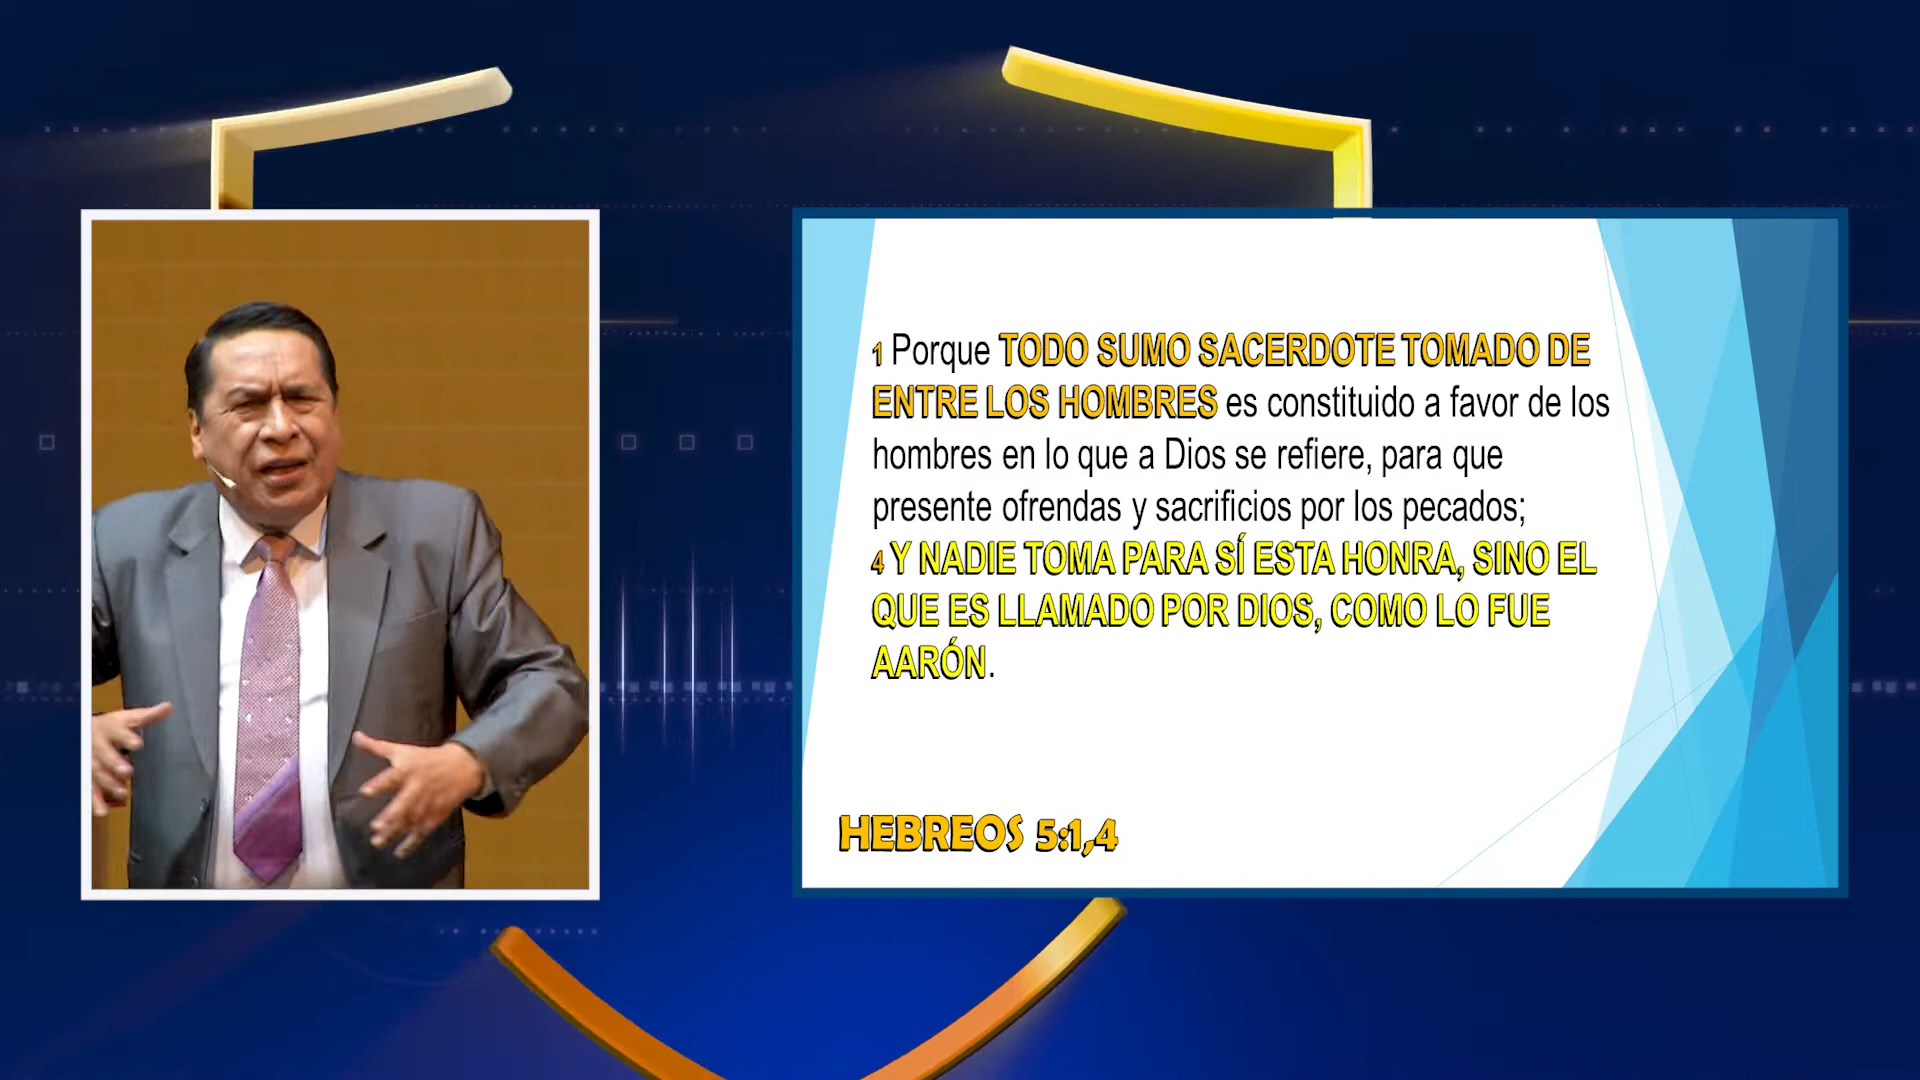 1 Porque TODO SUMO SACERDOTE TOMADO DE
ENTRE LOS HOMBRES es constituido a favor de los
hombres en lo que a Dios se refiere, para que
presente ofrendas y sacrificios por los pecados;
4 Y NADIE TOMA PARA SÍ ESTA HONRA, SINO EL
QUE ES LLAMADO POR DIOS, COMO LO FUE
AARÓN.
HEBREOS 5:1,4